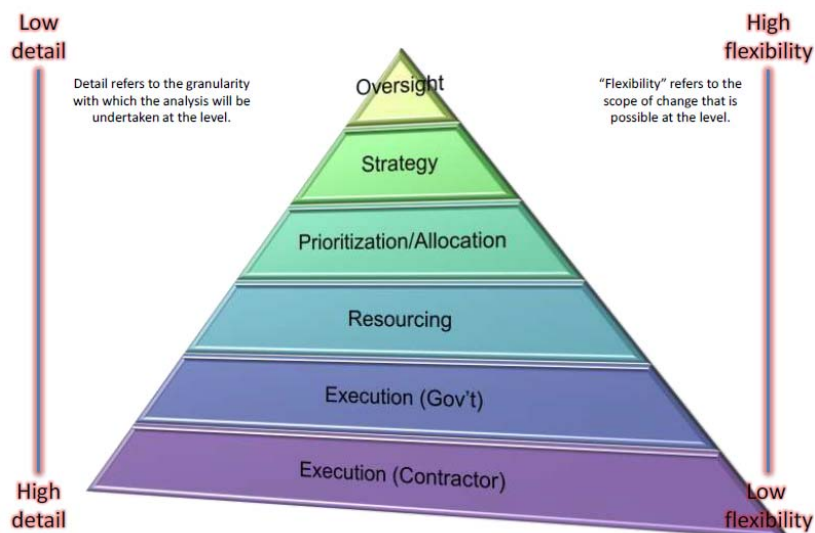 Low
detail
High
flexibility
Detail refers to the granularity
with which the analysis will be
undertaken at the level.
“Flexibility” refers to the
scope of change that is
possible at the level.
Oversight
Strategy
Prioritization/Allocation
Resourcing
Execution (Gov’t)
Execution (Contractor)
High
detail
Low
flexibility